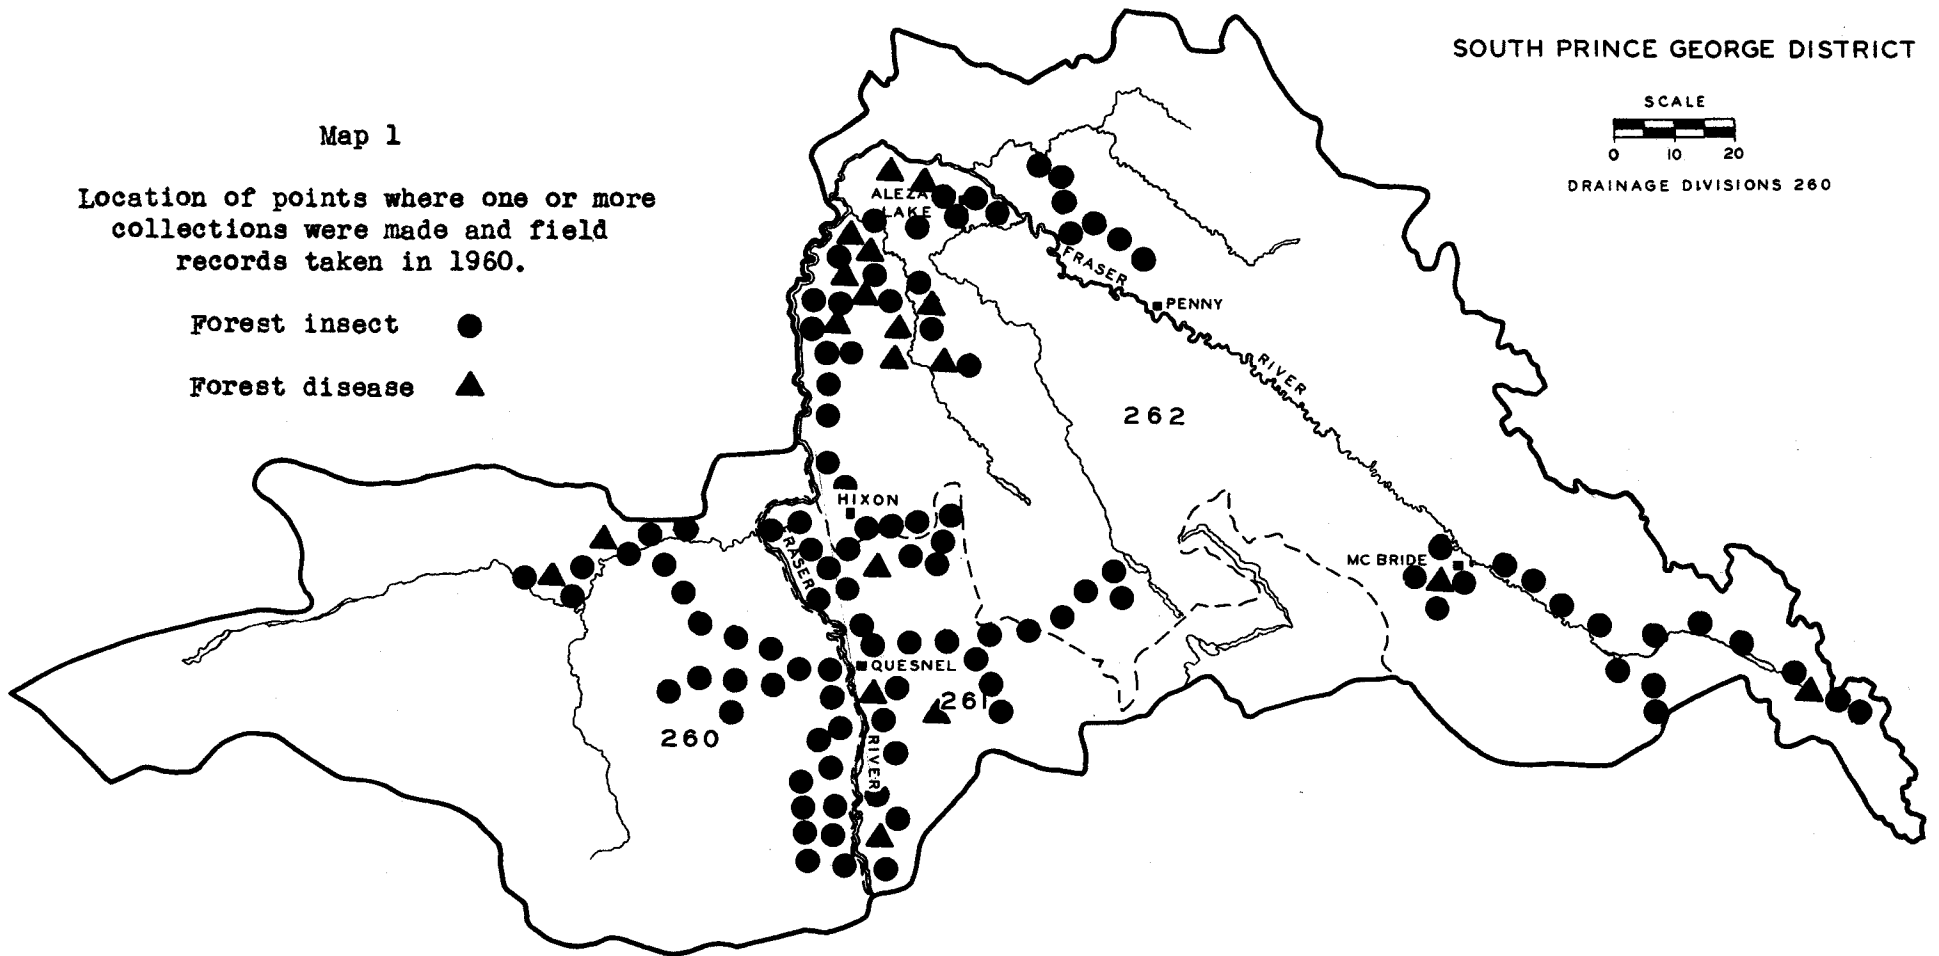 SOUTH PRINCE GEORGE DISTRICT
SCALE
0 10 20
DRAINAGE DIVISIONS 260
Map 1
Location of points where one or more
collections were made and field
records taken in 1960.
Forest insect
Forest disease
ALEZA
LAKE
FRASER
PENNY
RIVER
262
HIXON
FRASER
MC BRIDE
QUESNEL
261
260
RIVER